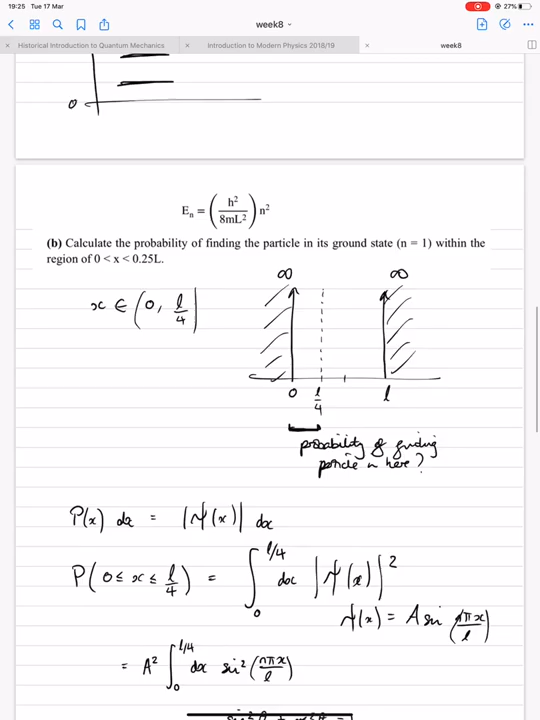 19:25 Tue 17 Mar
27%
week8
Historical Introduction to Quantum Mechanics
Introduction to Modern Physics 2018/19
week8
0
Eₙ = (h² / 8mL²) n²
(b) Calculate the probability of finding the particle in its ground state (n = 1) within the
region of 0 < x < 0.25L.
∞ ∞
x ∈ (0, l/4)
0 l/4 l
probability of finding
particle in here?
P(x) dx = |ψ(x)| dx
P(0 ≤ x ≤ l/4) = ∫₀^{l/4} dx |ψ(x)|²
ψ(x) = A sin (nπx/l)
= A² ∫₀^{l/4} dx sin² (nπx/l)